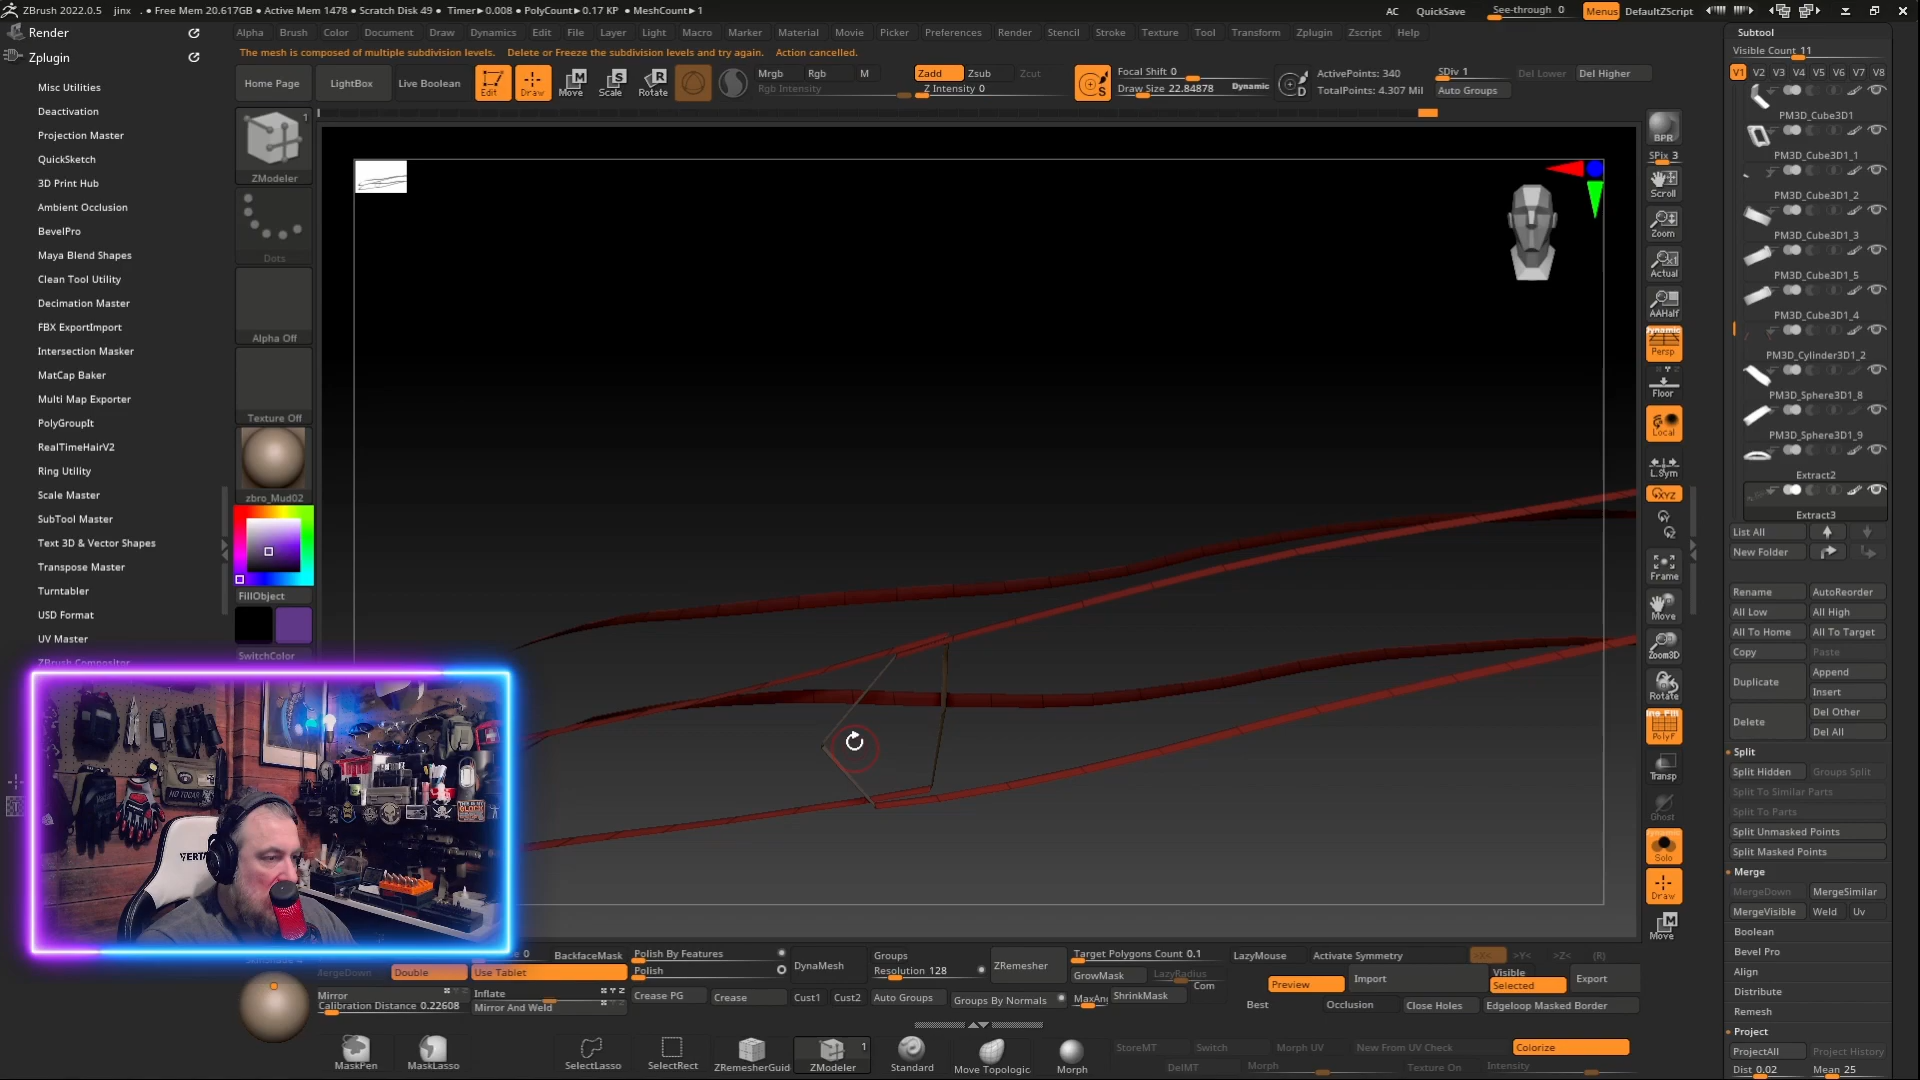 ZBrush 2022.0.5 jinx . • Free Mem 20.617GB • Active Mem 1478 • Scratch Disk 49 • Timer▸0.008 • PolyCount▸0.17 KP • MeshCount▸1
AC QuickSave See-through 0 Menus DefaultZScript
Render
Zplugin
Alpha Brush Color Document Draw Dynamics Edit File Layer Light Macro Marker Material Movie Picker Preferences Render Stencil Stroke Texture Tool Transform Zplugin Zscript Help
The mesh is composed of multiple subdivision levels. Delete or Freeze the subdivision levels and try again. Action cancelled.
Home Page LightBox Live Boolean
Edit Draw Move Scale Rotate
Mrgb Rgb M
Rgb Intensity
Zadd Zsub Zcut
Z Intensity 0
Focal Shift 0
Draw Size 22.84878 Dynamic
ActivePoints: 340
TotalPoints: 4.307 Mil
SDiv 1 Del Lower Del Higher
Auto Groups
Misc Utilities
Deactivation
Projection Master
QuickSketch
3D Print Hub
Ambient Occlusion
BevelPro
Maya Blend Shapes
Clean Tool Utility
Decimation Master
FBX ExportImport
Intersection Masker
MatCap Baker
Multi Map Exporter
PolyGroupIt
RealTimeHairV2
Ring Utility
Scale Master
SubTool Master
Text 3D & Vector Shapes
Transpose Master
Turntabler
USD Format
UV Master
ZBrush Compositor
1
ZModeler
Dots
Alpha Off
Texture Off
zbro_Mud02
FillObject
SwitchColor
BPR
SPix 3
Scroll
Zoom
Actual
AAHalf
Dynamic
Persp
Floor
Local
L.Sym
XYZ
Frame
Move
Zoom3D
Rotate
PolyF
Transp
Ghost
Dynamic
Solo
Draw
Move
Subtool
Visible Count 11
V1 V2 V3 V4 V5 V6 V7 V8
PM3D_Cube3D1
PM3D_Cube3D1_1
PM3D_Cube3D1_2
PM3D_Cube3D1_3
PM3D_Cube3D1_5
PM3D_Cube3D1_4
PM3D_Cylinder3D1_2
PM3D_Sphere3D1_8
PM3D_Sphere3D1_9
Extract2
Extract3
List All
New Folder
Rename AutoReorder
All Low All High
All To Home All To Target
Copy Paste
Duplicate Append
Insert
Delete Del Other
Del All
Split
Split Hidden Groups Split
Split To Similar Parts
Split To Parts
Split Unmasked Points
Split Masked Points
Merge
MergeDown MergeSimilar
MergeVisible Weld Uv
Boolean
Bevel Pro
Align
Distribute
Remesh
Project
ProjectAll Project History
Dist 0.02 Mean 25
VERTA
0 BackfaceMask Polish By Features Groups Target Polygons Count 0.1 LazyMouse Activate Symmetry >X< >Y< >Z< (R)
MergeDown Double Use Tablet Polish DynaMesh Resolution 128 ZRemesher GrowMask LazyRadius Preview Import Visible Selected Export
Mirror Inflate Crease PG Crease Cust1 Cust2 Auto Groups Groups By Normals ShrinkMask Com Best Occlusion Close Holes Edgeloop Masked Border
Calibration Distance 0.22608 Mirror And Weld
MaskPen MaskLasso SelectLasso SelectRect ZRemesherGuid ZModeler 1 Standard Move Topologic Morph
StoreMT Switch Morph UV New From UV Check Colorize
DelMT Morph Texture On Intensity